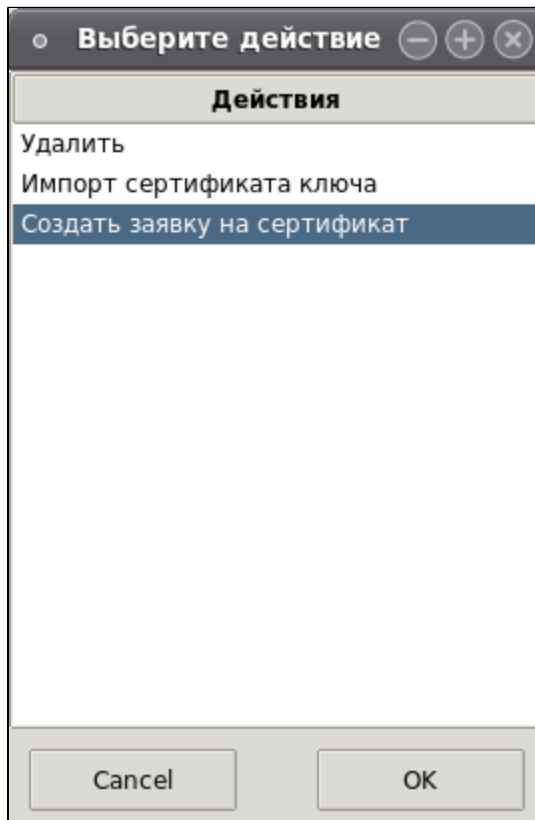 Выберите действие
Действия
Удалить
Импорт сертификата ключа
Создать заявку на сертификат
Cancel
OK